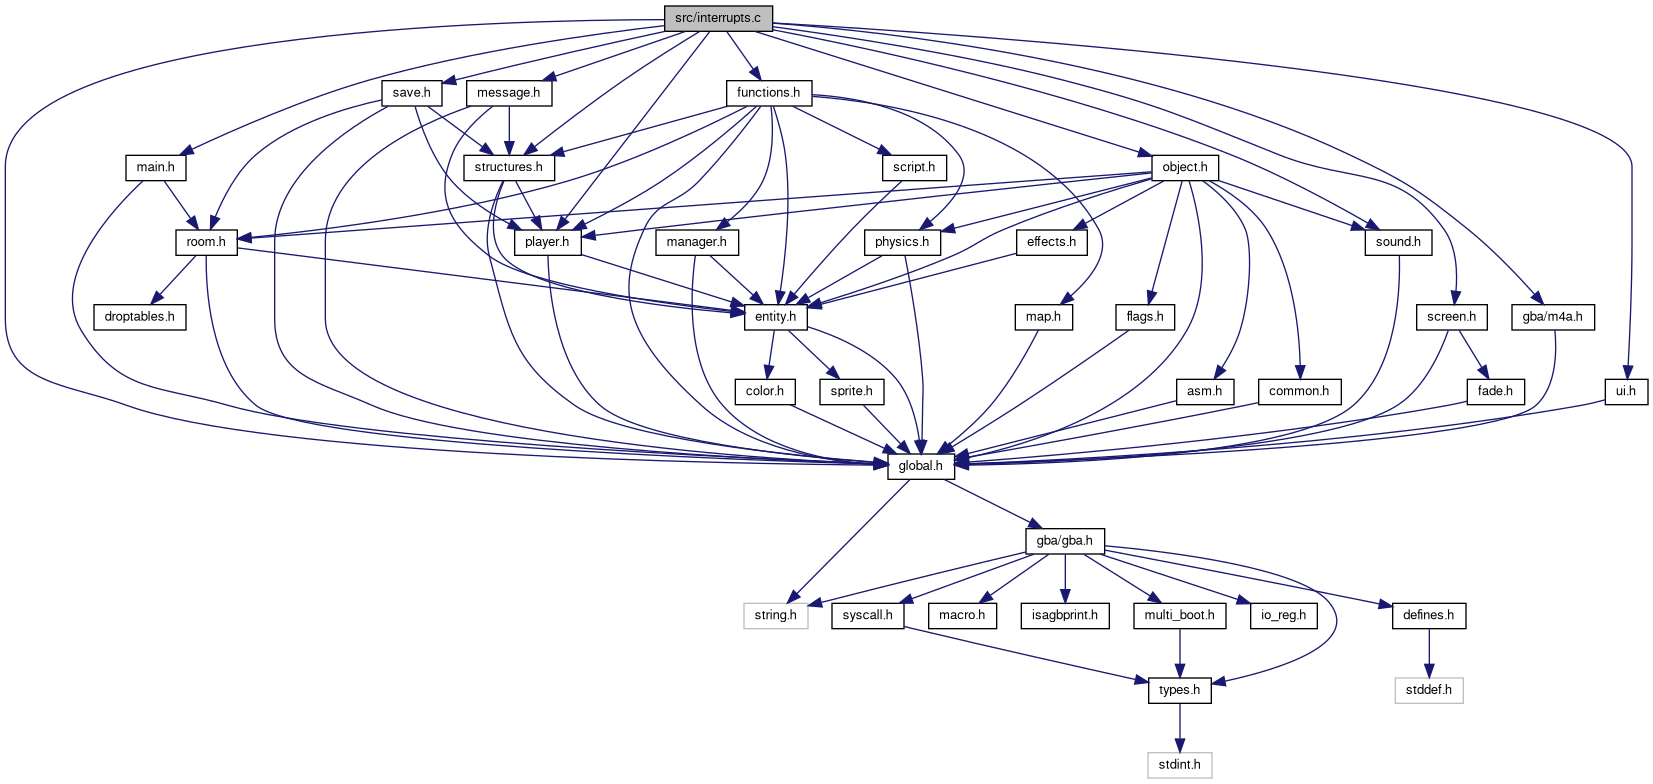 src/interrupts.c
save.h
message.h
functions.h
main.h
structures.h
script.h
object.h
room.h
player.h
manager.h
physics.h
effects.h
sound.h
droptables.h
entity.h
map.h
flags.h
screen.h
gba/m4a.h
color.h
sprite.h
asm.h
common.h
fade.h
ui.h
global.h
gba/gba.h
string.h
syscall.h
macro.h
isagbprint.h
multi_boot.h
io_reg.h
defines.h
types.h
stddef.h
stdint.h